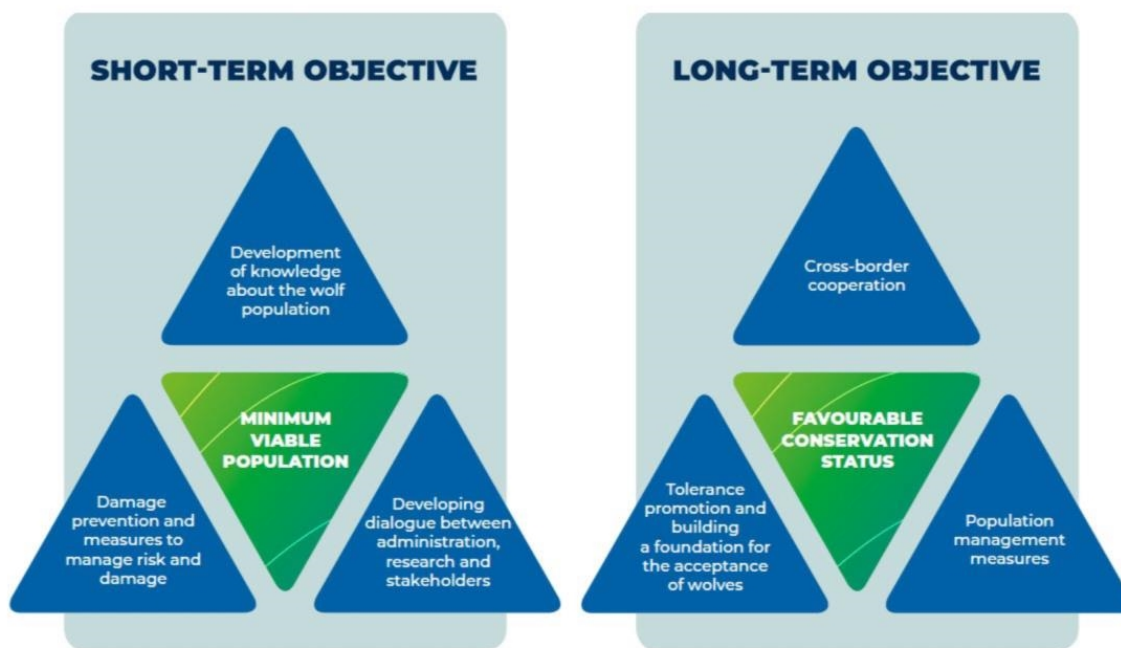 SHORT-TERM OBJECTIVE
Development
of knowledge
about the wolf
population
MINIMUM
VIABLE
POPULATION
Damage
prevention and
measures to
manage risk and
damage
Developing
dialogue between
administration,
research and
stakeholders
LONG-TERM OBJECTIVE
Cross-border
cooperation
FAVOURABLE
CONSERVATION
STATUS
Tolerance
promotion and
building
a foundation for
the acceptance
of wolves
Population
management
measures